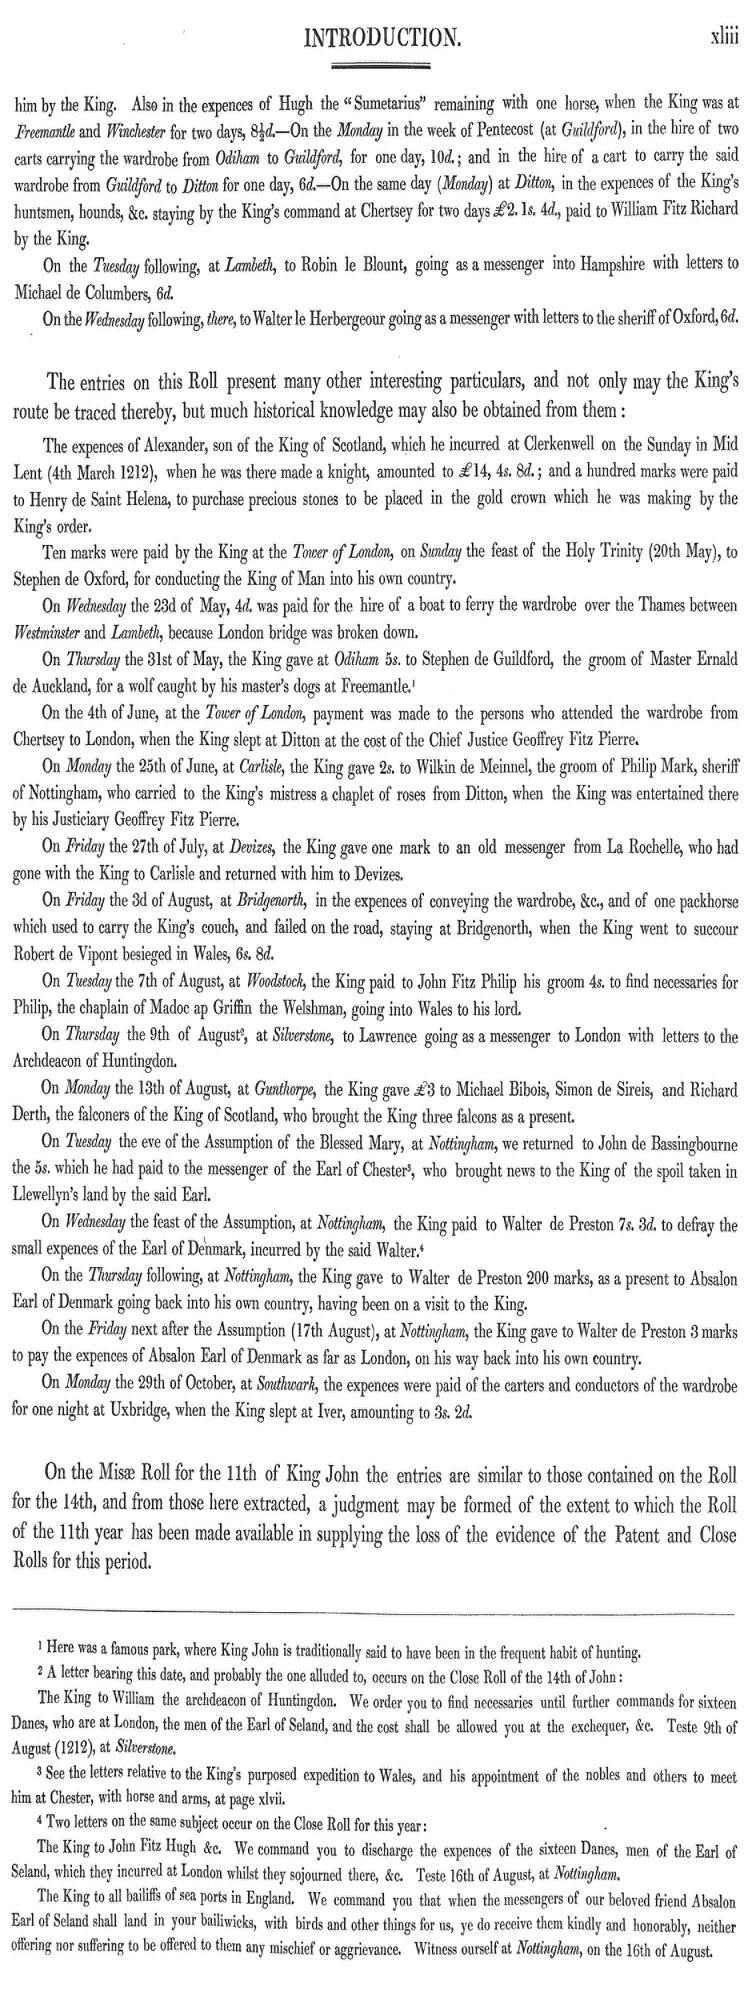 INTRODUCTION. xliii
him by the King. Also in the expences of Hugh the “Sumetarius” remaining with one horse, when the King was at
Freemantle and Winchester for two days, 8½d.—On the Monday in the week of Pentecost (at Guildford), in the hire of two
carts carrying the wardrobe from Odiham to Guildford, for one day, 10d.; and in the hire of a cart to carry the said
wardrobe from Guildford to Ditton for one day, 6d.—On the same day (Monday) at Ditton, in the expences of the King's
huntsmen, hounds, &c. staying by the King's command at Chertsey for two days £2. 1s. 4d., paid to William Fitz Richard
by the King.
On the Tuesday following, at Lambeth, to Robin le Blount, going as a messenger into Hampshire with letters to
Michael de Columbers, 6d.
On the Wednesday following, there, to Walter le Herbergeour going as a messenger with letters to the sheriff of Oxford, 6d.
The entries on this Roll present many other interesting particulars, and not only may the King's
route be traced thereby, but much historical knowledge may also be obtained from them:
The expences of Alexander, son of the King of Scotland, which he incurred at Clerkenwell on the Sunday in Mid
Lent (4th March 1212), when he was there made a knight, amounted to £14, 4s. 8d.; and a hundred marks were paid
to Henry de Saint Helena, to purchase precious stones to be placed in the gold crown which he was making by the
King's order.
Ten marks were paid by the King at the Tower of London, on Sunday the feast of the Holy Trinity (20th May), to
Stephen de Oxford, for conducting the King of Man into his own country.
On Wednesday the 23d of May, 4d. was paid for the hire of a boat to ferry the wardrobe over the Thames between
Westminster and Lambeth, because London bridge was broken down.
On Thursday the 31st of May, the King gave at Odiham 5s. to Stephen de Guildford, the groom of Master Ernald
de Auckland, for a wolf caught by his master's dogs at Freemantle.¹
On the 4th of June, at the Tower of London, payment was made to the persons who attended the wardrobe from
Chertsey to London, when the King slept at Ditton at the cost of the Chief Justice Geoffrey Fitz Pierre.
On Monday the 25th of June, at Carlisle, the King gave 2s. to Wilkin de Meinnel, the groom of Philip Mark, sheriff
of Nottingham, who carried to the King's mistress a chaplet of roses from Ditton, when the King was entertained there
by his Justiciary Geoffrey Fitz Pierre.
On Friday the 27th of July, at Devizes, the King gave one mark to an old messenger from La Rochelle, who had
gone with the King to Carlisle and returned with him to Devizes.
On Friday the 3d of August, at Bridgenorth, in the expences of conveying the wardrobe, &c., and of one packhorse
which used to carry the King's couch, and failed on the road, staying at Bridgenorth, when the King went to succour
Robert de Vipont besieged in Wales, 6s. 8d.
On Tuesday the 7th of August, at Woodstock, the King paid to John Fitz Philip his groom 4s. to find necessaries for
Philip, the chaplain of Madoc ap Griffin the Welshman, going into Wales to his lord.
On Thursday the 9th of August², at Silverstone, to Lawrence going as a messenger to London with letters to the
Archdeacon of Huntingdon.
On Monday the 13th of August, at Gunthorpe, the King gave £3 to Michael Bibois, Simon de Sireis, and Richard
Derth, the falconers of the King of Scotland, who brought the King three falcons as a present.
On Tuesday the eve of the Assumption of the Blessed Mary, at Nottingham, we returned to John de Bassingbourne
the 5s. which he had paid to the messenger of the Earl of Chester³, who brought news to the King of the spoil taken in
Llewellyn's land by the said Earl.
On Wednesday the feast of the Assumption, at Nottingham, the King paid to Walter de Preston 7s. 3d. to defray the
small expences of the Earl of Denmark, incurred by the said Walter.⁴
On the Thursday following, at Nottingham, the King gave to Walter de Preston 200 marks, as a present to Absalon
Earl of Denmark going back into his own country, having been on a visit to the King.
On the Friday next after the Assumption (17th August), at Nottingham, the King gave to Walter de Preston 3 marks
to pay the expences of Absalon Earl of Denmark as far as London, on his way back into his own country.
On Monday the 29th of October, at Southwark, the expences were paid of the carters and conductors of the wardrobe
for one night at Uxbridge, when the King slept at Iver, amounting to 3s. 2d.
On the Misæ Roll for the 11th of King John the entries are similar to those contained on the Roll
for the 14th, and from those here extracted, a judgment may be formed of the extent to which the Roll
of the 11th year has been made available in supplying the loss of the evidence of the Patent and Close
Rolls for this period.
¹ Here was a famous park, where King John is traditionally said to have been in the frequent habit of hunting.
² A letter bearing this date, and probably the one alluded to, occurs on the Close Roll of the 14th of John:
The King to William the archdeacon of Huntingdon. We order you to find necessaries until further commands for sixteen
Danes, who are at London, the men of the Earl of Seland, and the cost shall be allowed you at the exchequer, &c. Teste 9th of
August (1212), at Silverstone.
³ See the letters relative to the King's purposed expedition to Wales, and his appointment of the nobles and others to meet
him at Chester, with horse and arms, at page xlvii.
⁴ Two letters on the same subject occur on the Close Roll for this year:
The King to John Fitz Hugh &c. We command you to discharge the expences of the sixteen Danes, men of the Earl of
Seland, which they incurred at London whilst they sojourned there, &c. Teste 16th of August, at Nottingham.
The King to all bailiffs of sea ports in England. We command you that when the messengers of our beloved friend Absalon
Earl of Seland shall land in your bailiwicks, with birds and other things for us, ye do receive them kindly and honorably, neither
offering nor suffering to be offered to them any mischief or aggrievance. Witness ourself at Nottingham, on the 16th of August.